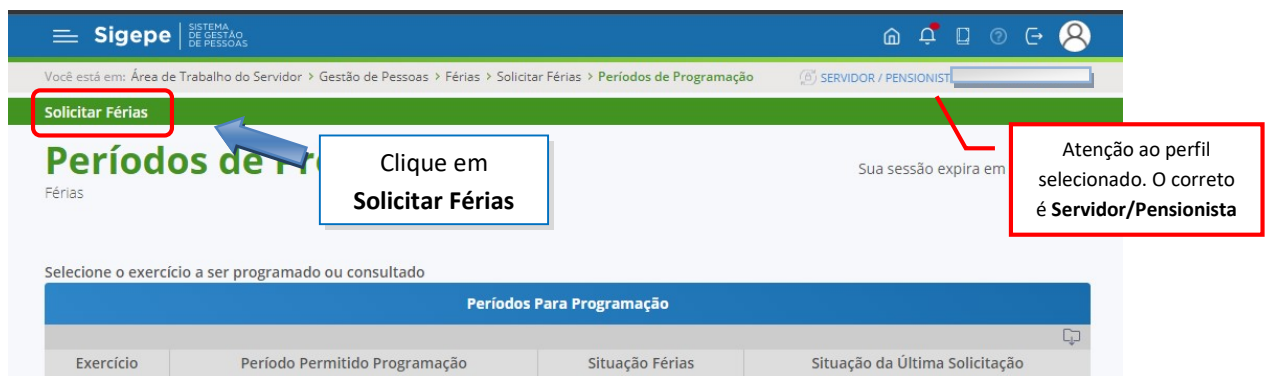 Sigepe
SISTEMA
DE GESTÃO
DE PESSOAS
Você está em: Área de Trabalho do Servidor > Gestão de Pessoas > Férias > Solicitar Férias > Períodos de Programação
SERVIDOR / PENSIONIST
Solicitar Férias
Períodos de
Férias
Clique em
Solicitar Férias
Sua sessão expira em
Atenção ao perfil
selecionado. O correto
é Servidor/Pensionista
Selecione o exercício a ser programado ou consultado
Períodos Para Programação
Exercício
Período Permitido Programação
Situação Férias
Situação da Última Solicitação